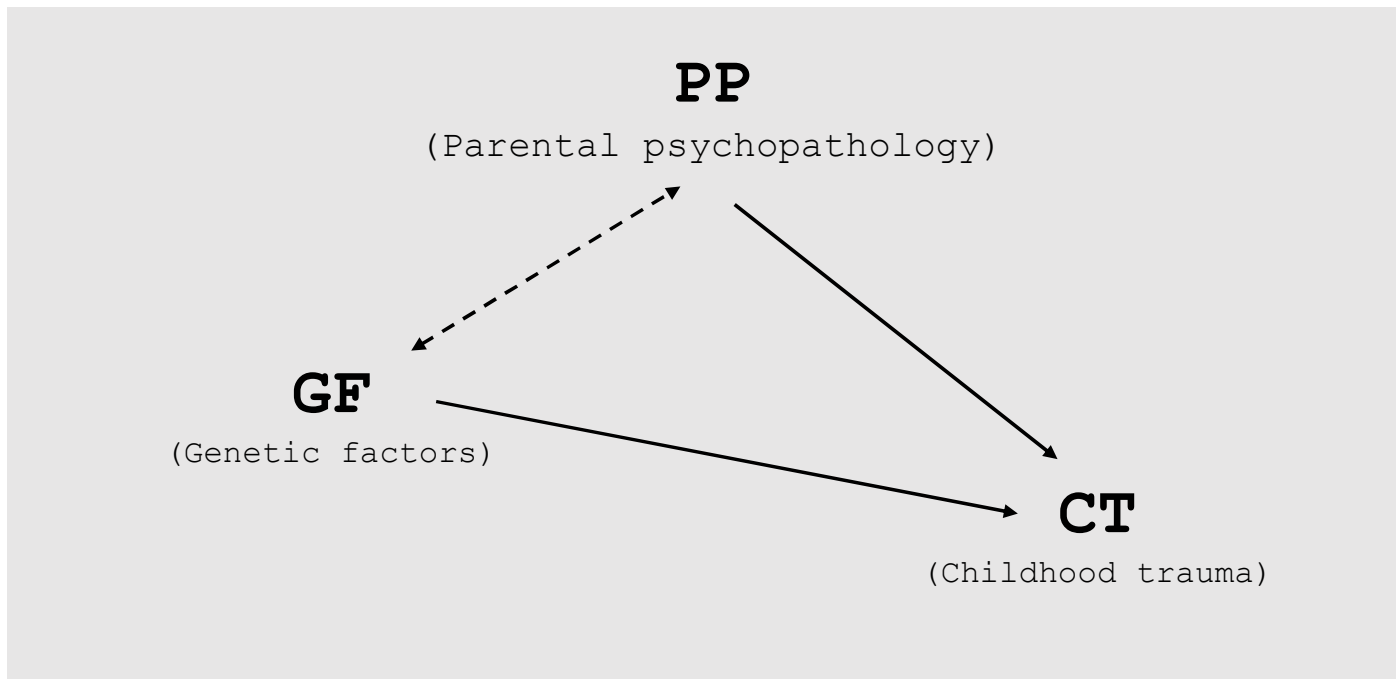 PP
(Parental psychopathology)
GF
(Genetic factors)
CT
(Childhood trauma)